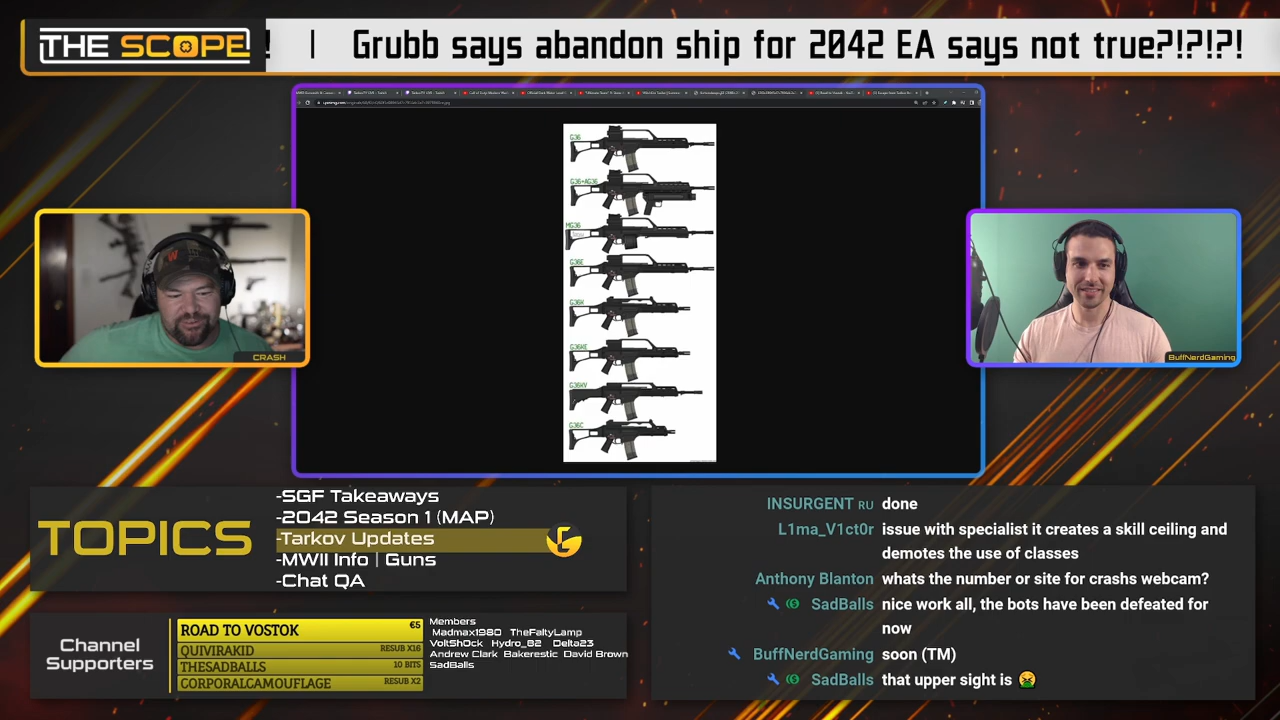 THE SCOPE! !
| Grubb says abandon ship for 2042 EA says not true?!?!?!
G36
G36+AG36
MG36
G36E
G36K
G36KE
G36KV
G36C
CRASH
BuffNerdGaming
TOPICS
-SGF Takeaways
-2042 Season 1 (MAP)
-Tarkov Updates
-MWII Info | Guns
-Chat QA
Channel
Supporters
ROAD TO VOSTOK €5
QUIVIRAKID RESUB X16
THESADBALLS 10 BITS
CORPORALCAMOUFLAGE RESUB X2
Members
Madmax1980 TheFaltyLamp
VoltSh0ck Hydro_82 Delta23
Andrew Clark Bakerestic David Brown
SadBalls
INSURGENT RU done
L1ma_V1ct0r issue with specialist it creates a skill ceiling and
demotes the use of classes
Anthony Blanton whats the number or site for crashs webcam?
SadBalls nice work all, the bots have been defeated for
now
BuffNerdGaming soon (TM)
SadBalls that upper sight is 🤮